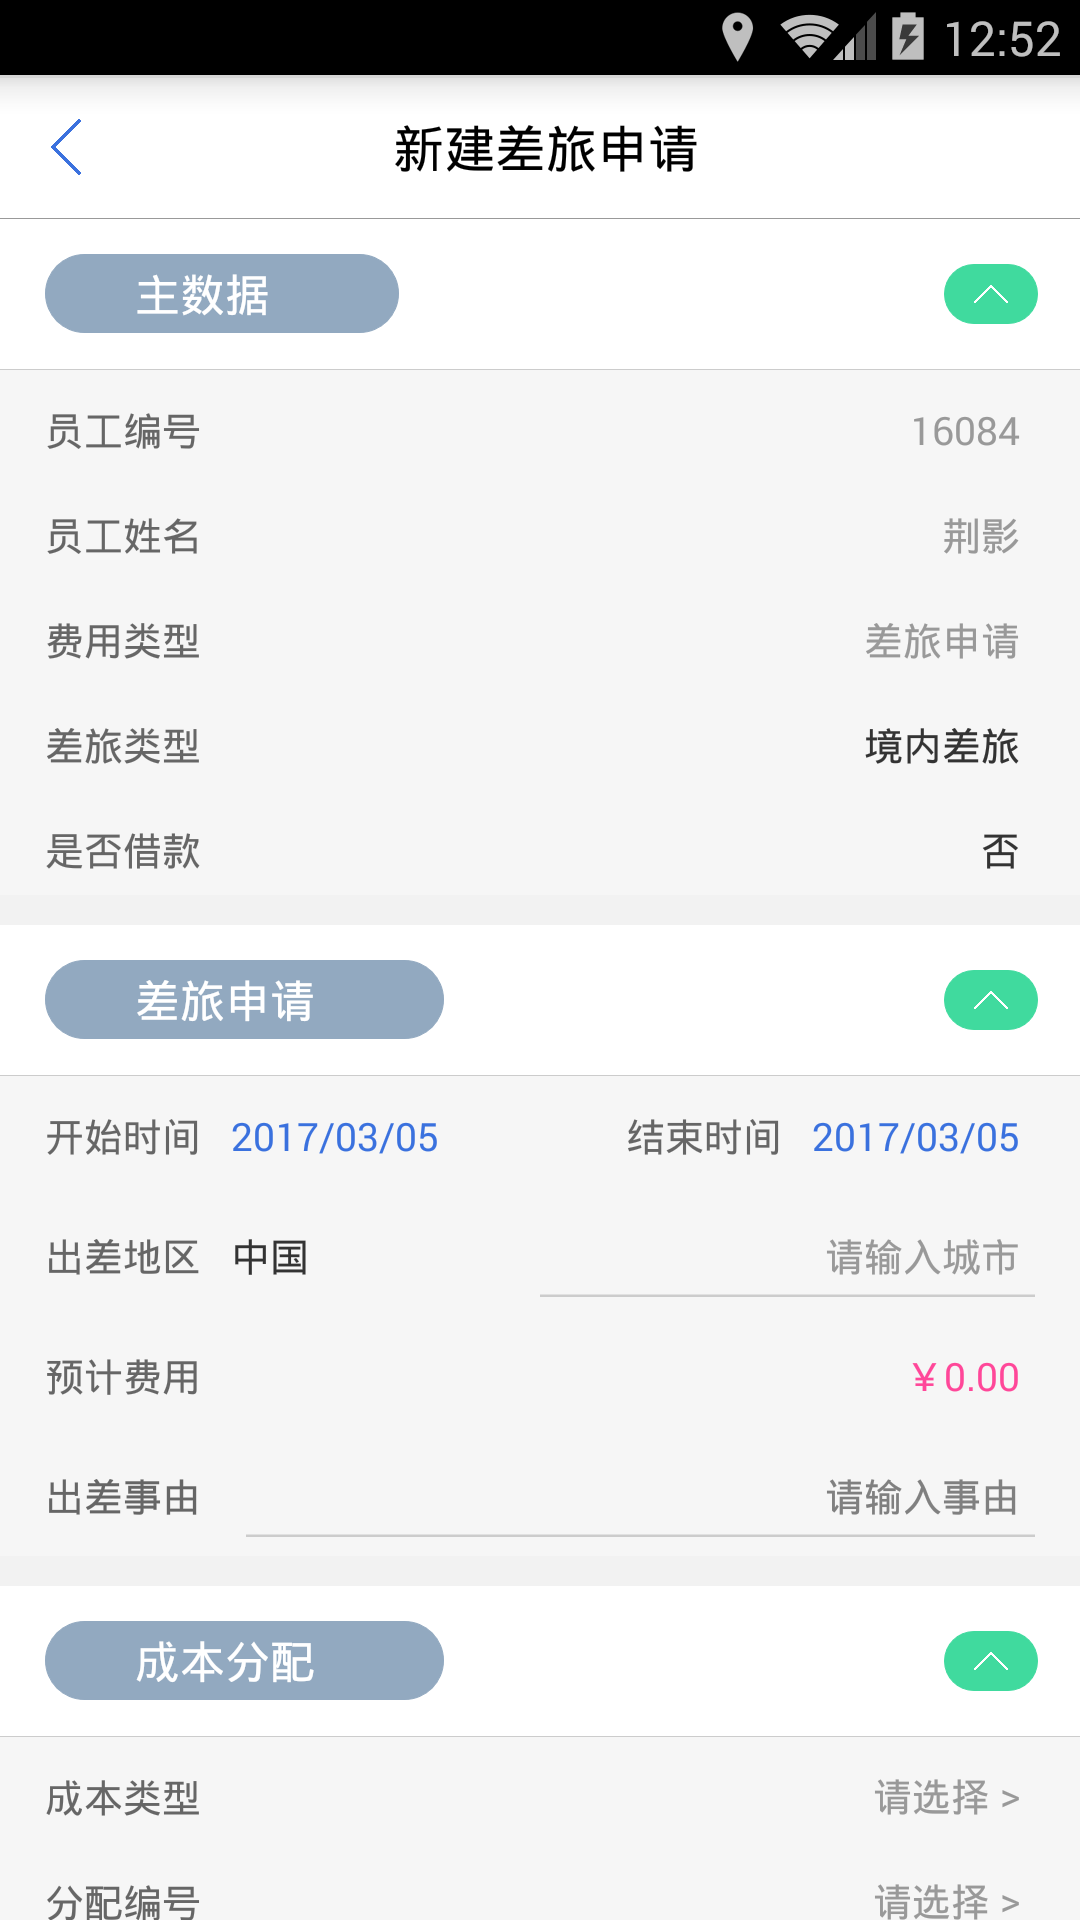 12:52
新建差旅申请
主数据
员工编号 16084
员工姓名 荆影
费用类型 差旅申请
差旅类型 境内差旅
是否借款 否
差旅申请
开始时间 2017/03/05 结束时间 2017/03/05
出差地区 中国 请输入城市
预计费用 ¥0.00
出差事由 请输入事由
成本分配
成本类型 请选择 >
分配编号 请选择 >